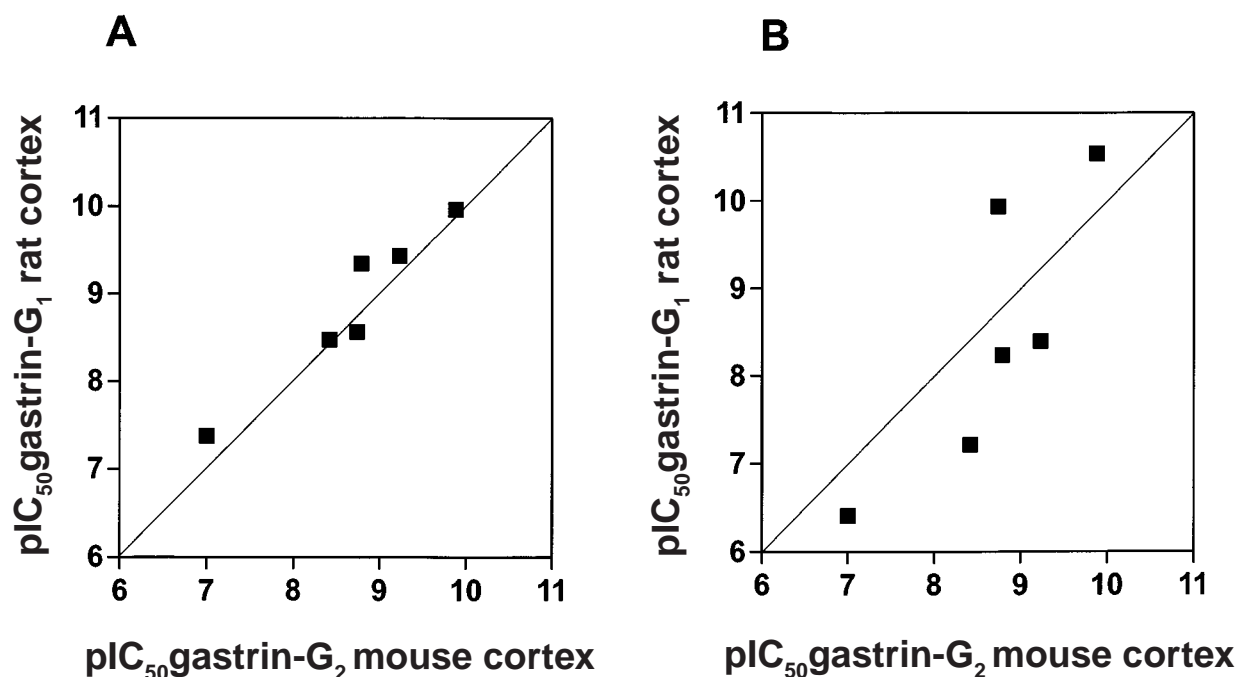 A
B
pIC₅₀gastrin-G₁ rat cortex
11
10
9
8
7
6
6 7 8 9 10 11
pIC₅₀gastrin-G₂ mouse cortex
pIC₅₀gastrin-G₁ rat cortex
11
10
9
8
7
6
6 7 8 9 10 11
pIC₅₀gastrin-G₂ mouse cortex